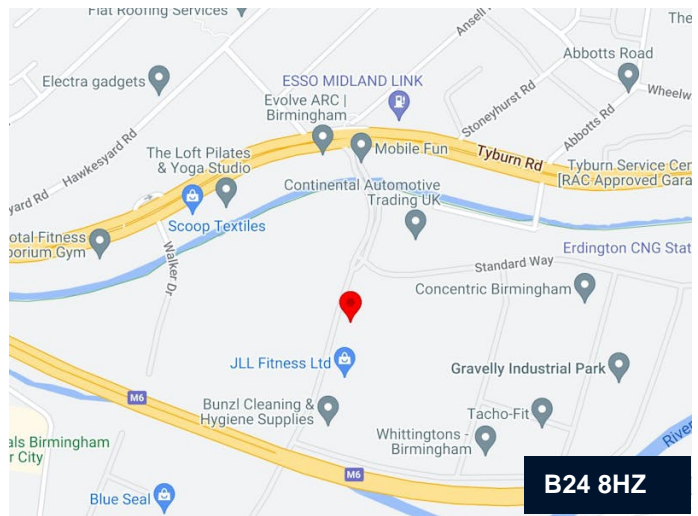 Flat Roofing Services
Ansell
The
Abbotts Road
Electra gadgets
ESSO MIDLAND LINK
Wheelw
Evolve ARC |
Birmingham
Stoneyhurst Rd
Abbotts Rd
Hawkesyard Rd
Mobile Fun
Tyburn Rd
The Loft Pilates
& Yoga Studio
Tyburn Service Cen
[RAC Approved Gara
yard Rd
Continental Automotive
Trading UK
Scoop Textiles
otal Fitness
porium Gym
Walker Dr
Erdington CNG Stat
Standard Way
Concentric Birmingham
JLL Fitness Ltd
Gravelly Industrial Park
M6
Bunzl Cleaning &
Hygiene Supplies
Tacho-Fit
Whittingtons -
Birmingham
River
als Birmingham
r City
M6
Blue Seal
B24 8HZ